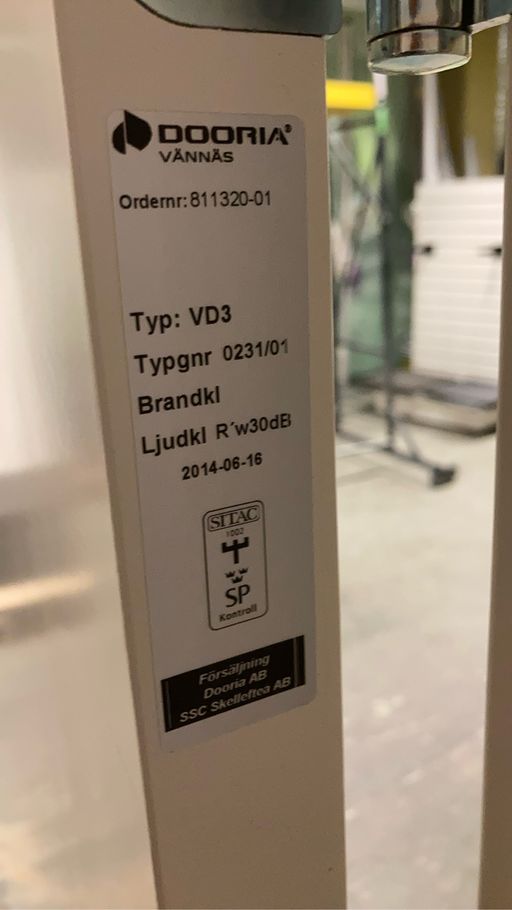 DOORIA®
VÄNNÄS
Ordernr: 811320-01
Typ: VD3
Typgnr 0231/01
Brandkl
Ljudkl R´w30dB
2014-06-16
SITAC
1002
SP
Kontroll
Försäljning
Dooria AB
SSC Skelleftea AB